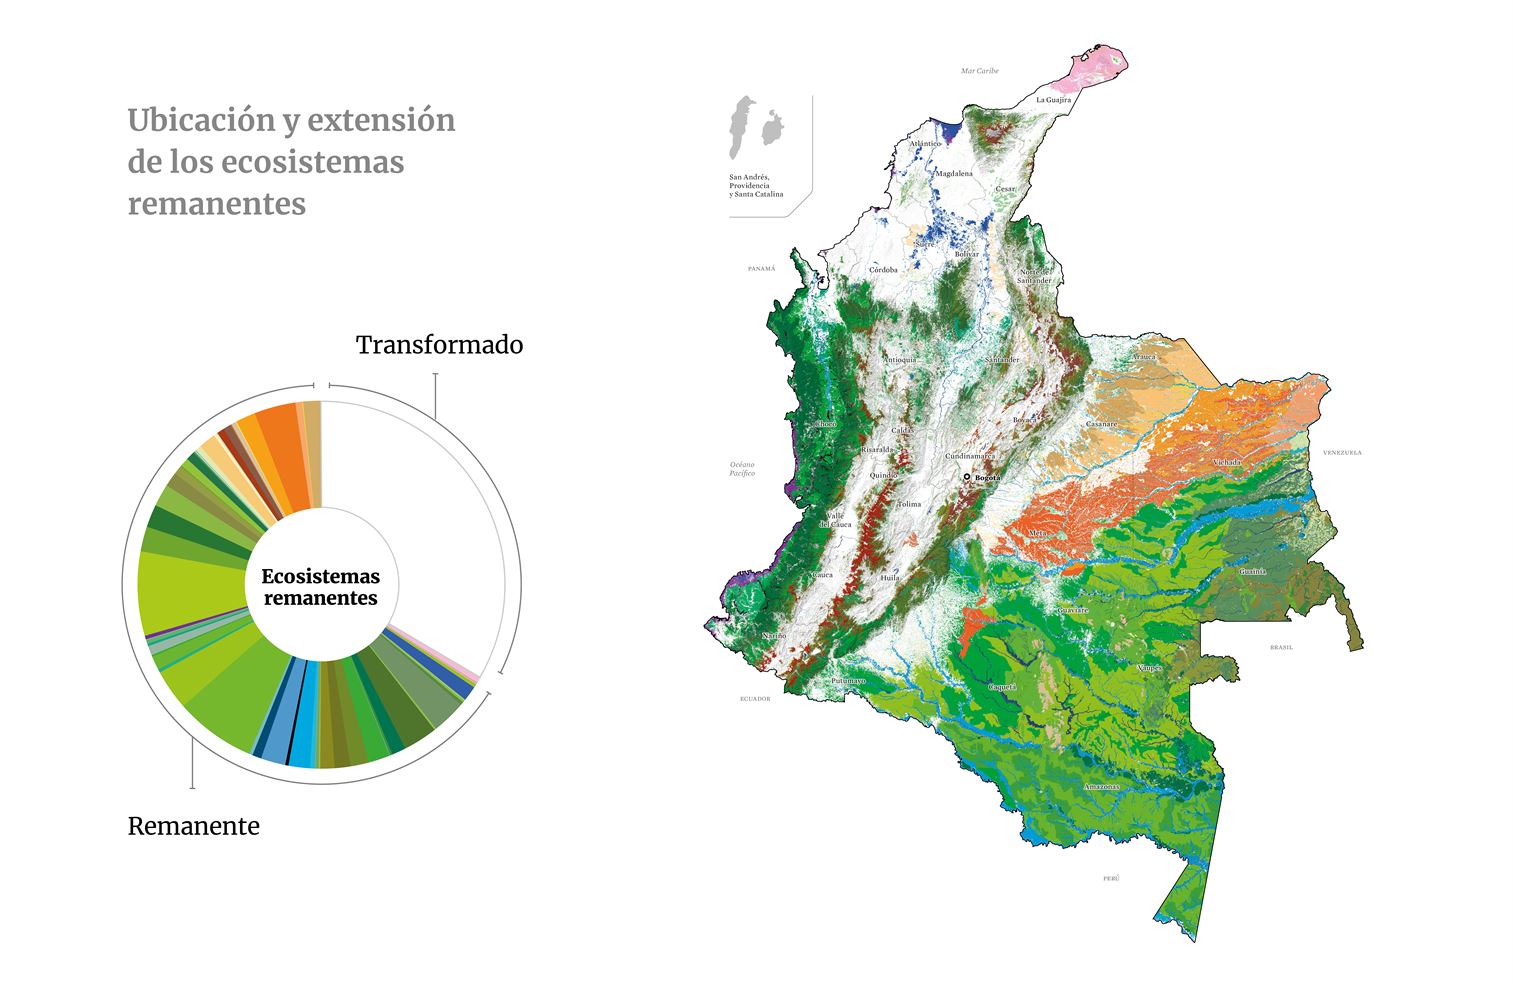 Ubicación y extensión
de los ecosistemas
remanentes
Transformado
Ecosistemas
remanentes
Remanente
Mar Caribe
La Guajira
San Andrés,
Providencia
y Santa Catalina
Atlántico
Magdalena
Cesar
Sucre
Bolívar
Córdoba
PANAMÁ
Norte de
Santander
Antioquia
Santander
Arauca
Chocó
Caldas
Boyacá
Casanare
Risaralda
Cundinamarca
Océano
Pacífico
Quindío
Bogotá
Vichada
VENEZUELA
Tolima
Valle
del Cauca
Meta
Cauca
Huila
Guainía
Guaviare
Nariño
BRASIL
Vaupés
Putumayo
Caquetá
ECUADOR
Amazonas
PERÚ